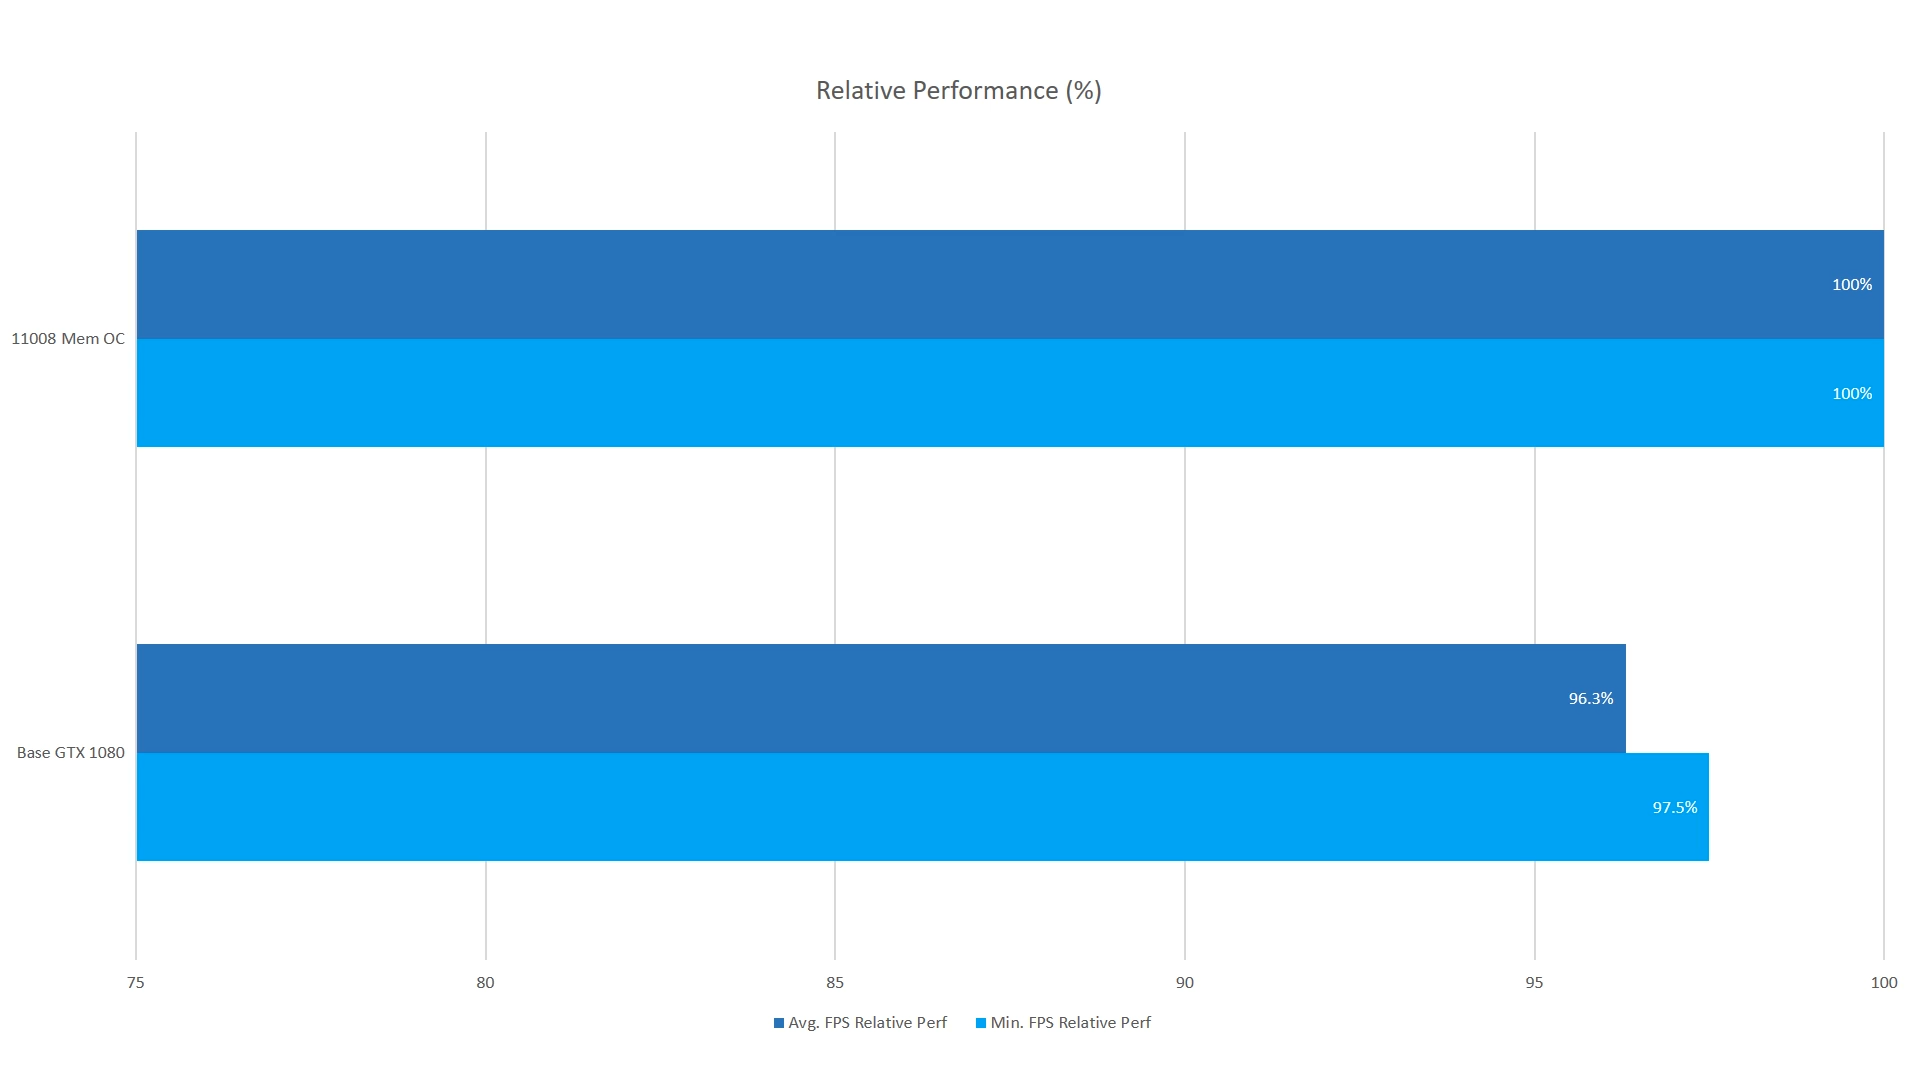 Relative Performance (%)
100%
11008 Mem OC
100%
96.3%
Base GTX 1080
97.5%
75 80 85 90 95 100
Avg. FPS Relative Perf Min. FPS Relative Perf